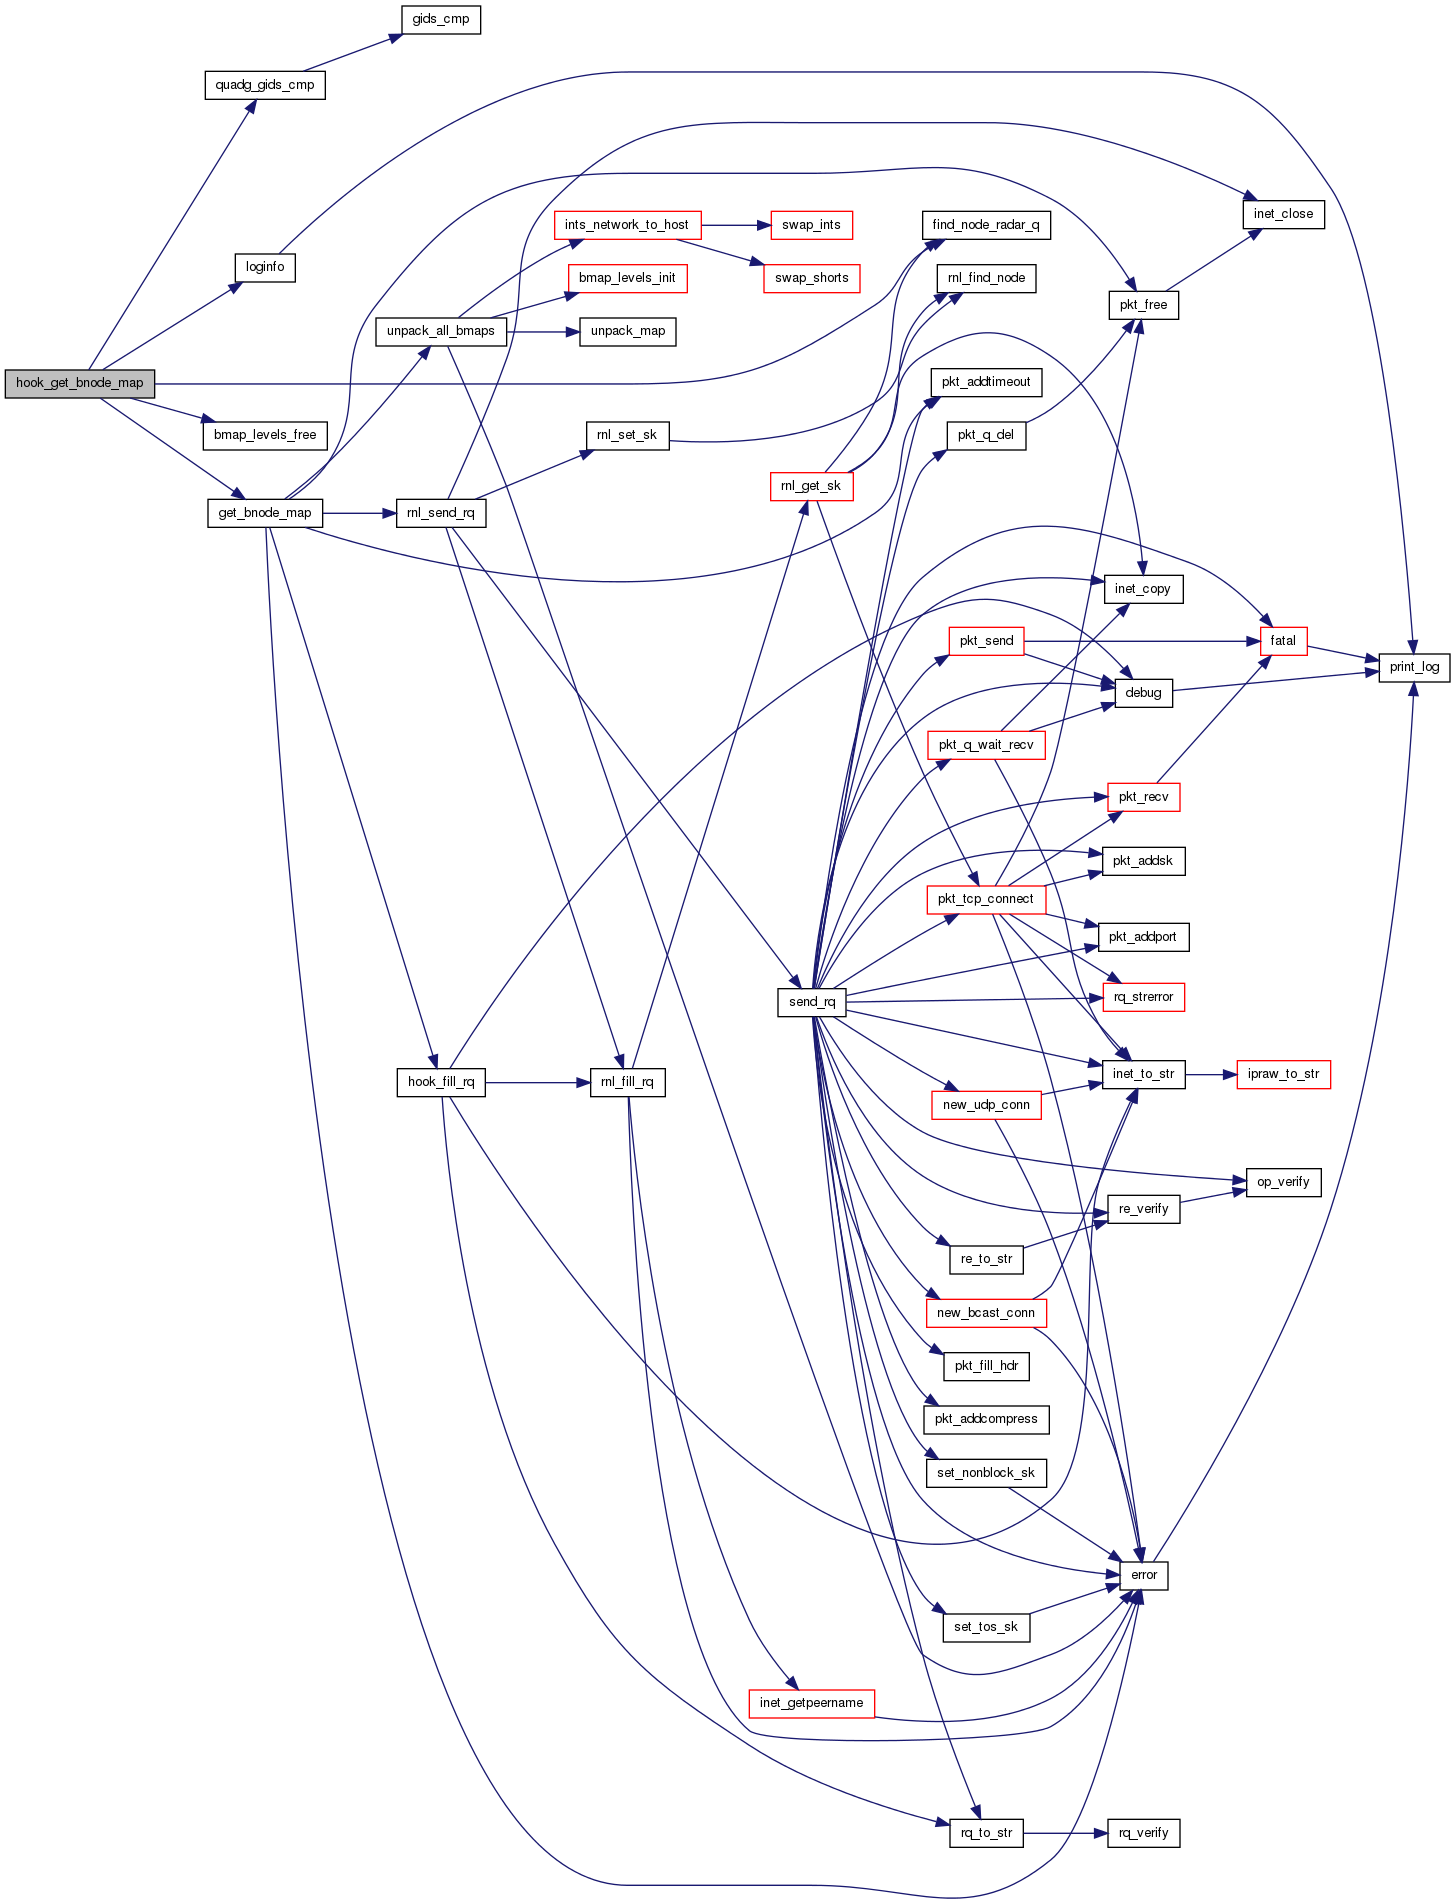 gids_cmp
quadg_gids_cmp
find_node_radar_q
inet_close
ints_network_to_host
swap_ints
loginfo
bmap_levels_init
swap_shorts
rnl_find_node
pkt_free
unpack_all_bmaps
unpack_map
hook_get_bnode_map
pkt_addtimeout
bmap_levels_free
rnl_set_sk
pkt_q_del
rnl_get_sk
get_bnode_map
rnl_send_rq
inet_copy
pkt_send
fatal
print_log
debug
pkt_q_wait_recv
pkt_recv
pkt_addsk
pkt_tcp_connect
pkt_addport
send_rq
rq_strerror
hook_fill_rq
rnl_fill_rq
inet_to_str
ipraw_to_str
new_udp_conn
op_verify
re_verify
re_to_str
new_bcast_conn
pkt_fill_hdr
pkt_addcompress
set_nonblock_sk
error
set_tos_sk
inet_getpeername
rq_to_str
rq_verify